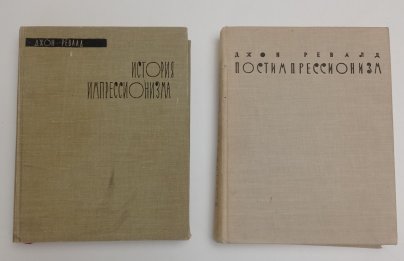 ДЖОН РЕВАЛД
ИСТОРИЯ
ИМПРЕССИОНИЗМА
ДЖОН РЕВАЛД
ПОСТИМПРЕССИОНИЗМ